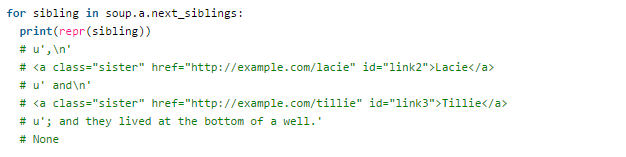 for sibling in soup.a.next_siblings:
print(repr(sibling))
# u',\n'
# <a class="sister" href="http://example.com/lacie" id="link2">Lacie</a>
# u' and\n'
# <a class="sister" href="http://example.com/tillie" id="link3">Tillie</a>
# u'; and they lived at the bottom of a well.'
# None